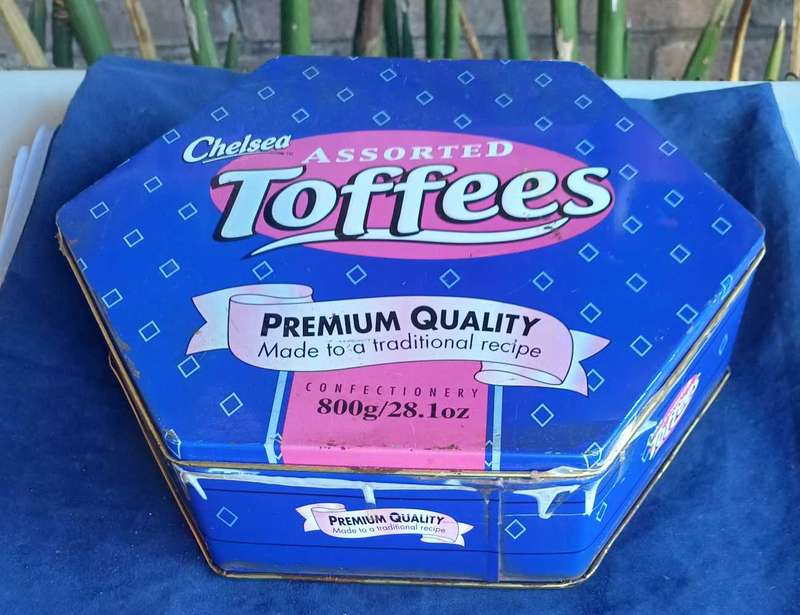 Chelsea
ASSORTED
Toffees
PREMIUM QUALITY
Made to a traditional recipe
CONFECTIONERY
800g/28.1oz
PREMIUM QUALITY
Made to a traditional recipe
Toffees